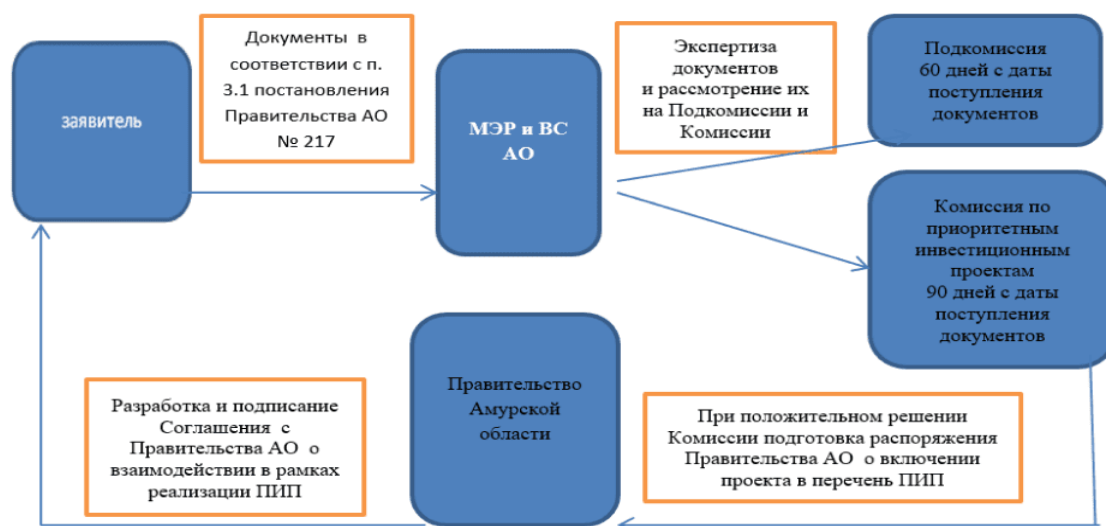 заявитель
Документы в
соответствии с п.
3.1 постановления
Правительства АО
№ 217
МЭР и ВС
АО
Экспертиза
документов
и рассмотрение их
на Подкомиссии и
Комиссии
Подкомиссия
60 дней с даты
поступления
документов
Комиссия по
приоритетным
инвестиционным
проектам
90 дней с даты
поступления
документов
При положительном решении
Комиссии подготовка распоряжения
Правительства АО о включении
проекта в перечень ПИП
Правительство
Амурской
области
Разработка и подписание
Соглашения с
Правительства АО о
взаимодействии в рамках
реализации ПИП